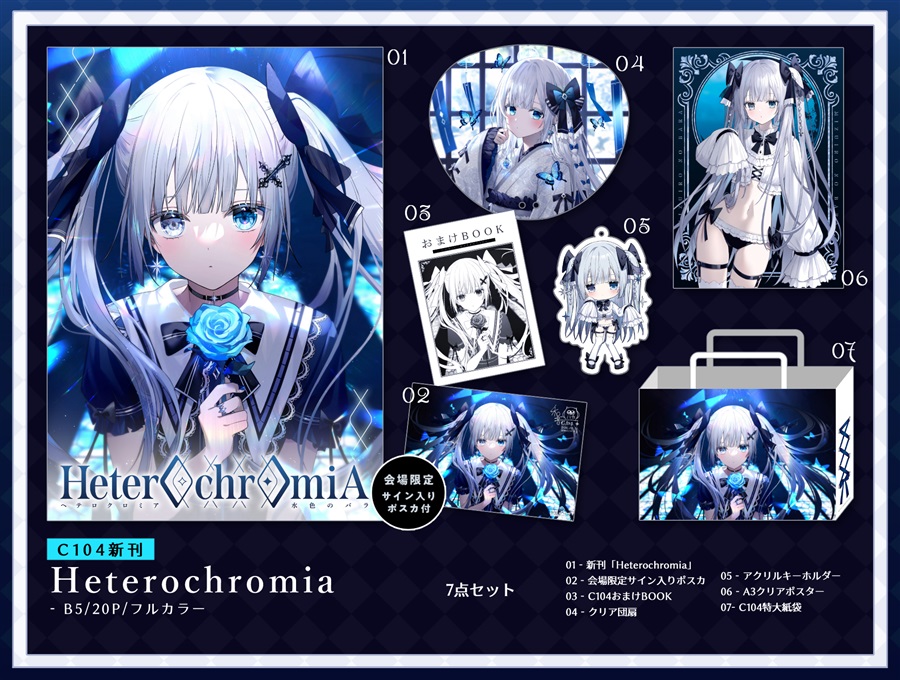 01
HeterochromiA
ヘテロクロミア
水色のバラ
04
03
おまけBOOK
05
06
02
07
会場限定
サイン入り
ポスカ付
C104新刊
Heterochromia
- B5/20P/フルカラー
7点セット
01 - 新刊「Heterochromia」
02 - 会場限定サイン入りポスカ
03 - C104おまけBOOK
04 - クリア団扇
05 - アクリルキーホルダー
06 - A3クリアポスター
07- C104特大紙袋